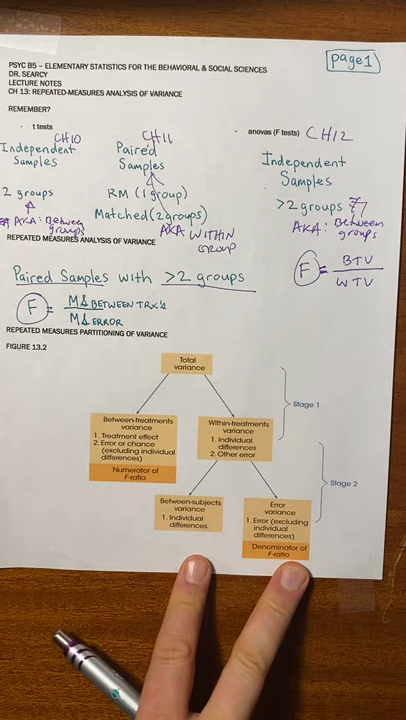 page 1
PSYC B5 – ELEMENTARY STATISTICS FOR THE BEHAVIORAL & SOCIAL SCIENCES
DR. SEARCY
LECTURE NOTES
CH 13: REPEATED-MEASURES ANALYSIS OF VARIANCE
REMEMBER?
- t tests
CH10
Independent
Samples
2 groups
AKA: Between
groups
CH11
Paired
Samples
RM (1 group)
Matched (2 groups)
AKA WITHIN
GROUP
- anovas (F tests) CH12
Independent
Samples
>2 groups
AKA: Between
groups
F = BTV
WTV
REPEATED MEASURES ANALYSIS OF VARIANCE
Paired Samples with >2 groups
F = MS BETWEEN TRX's
MS ERROR
REPEATED MEASURES PARTITIONING OF VARIANCE
FIGURE 13.2
Total
variance
Stage 1
Between-treatments
variance
1. Treatment effect
2. Error or chance
(excluding individual
differences)
Numerator of
F-ratio
Within-treatments
variance
1. Individual
differences
2. Other error
Stage 2
Between-subjects
variance
1. Individual
differences
Error
variance
1. Error (excluding
individual
differences)
Denominator of
F-ratio